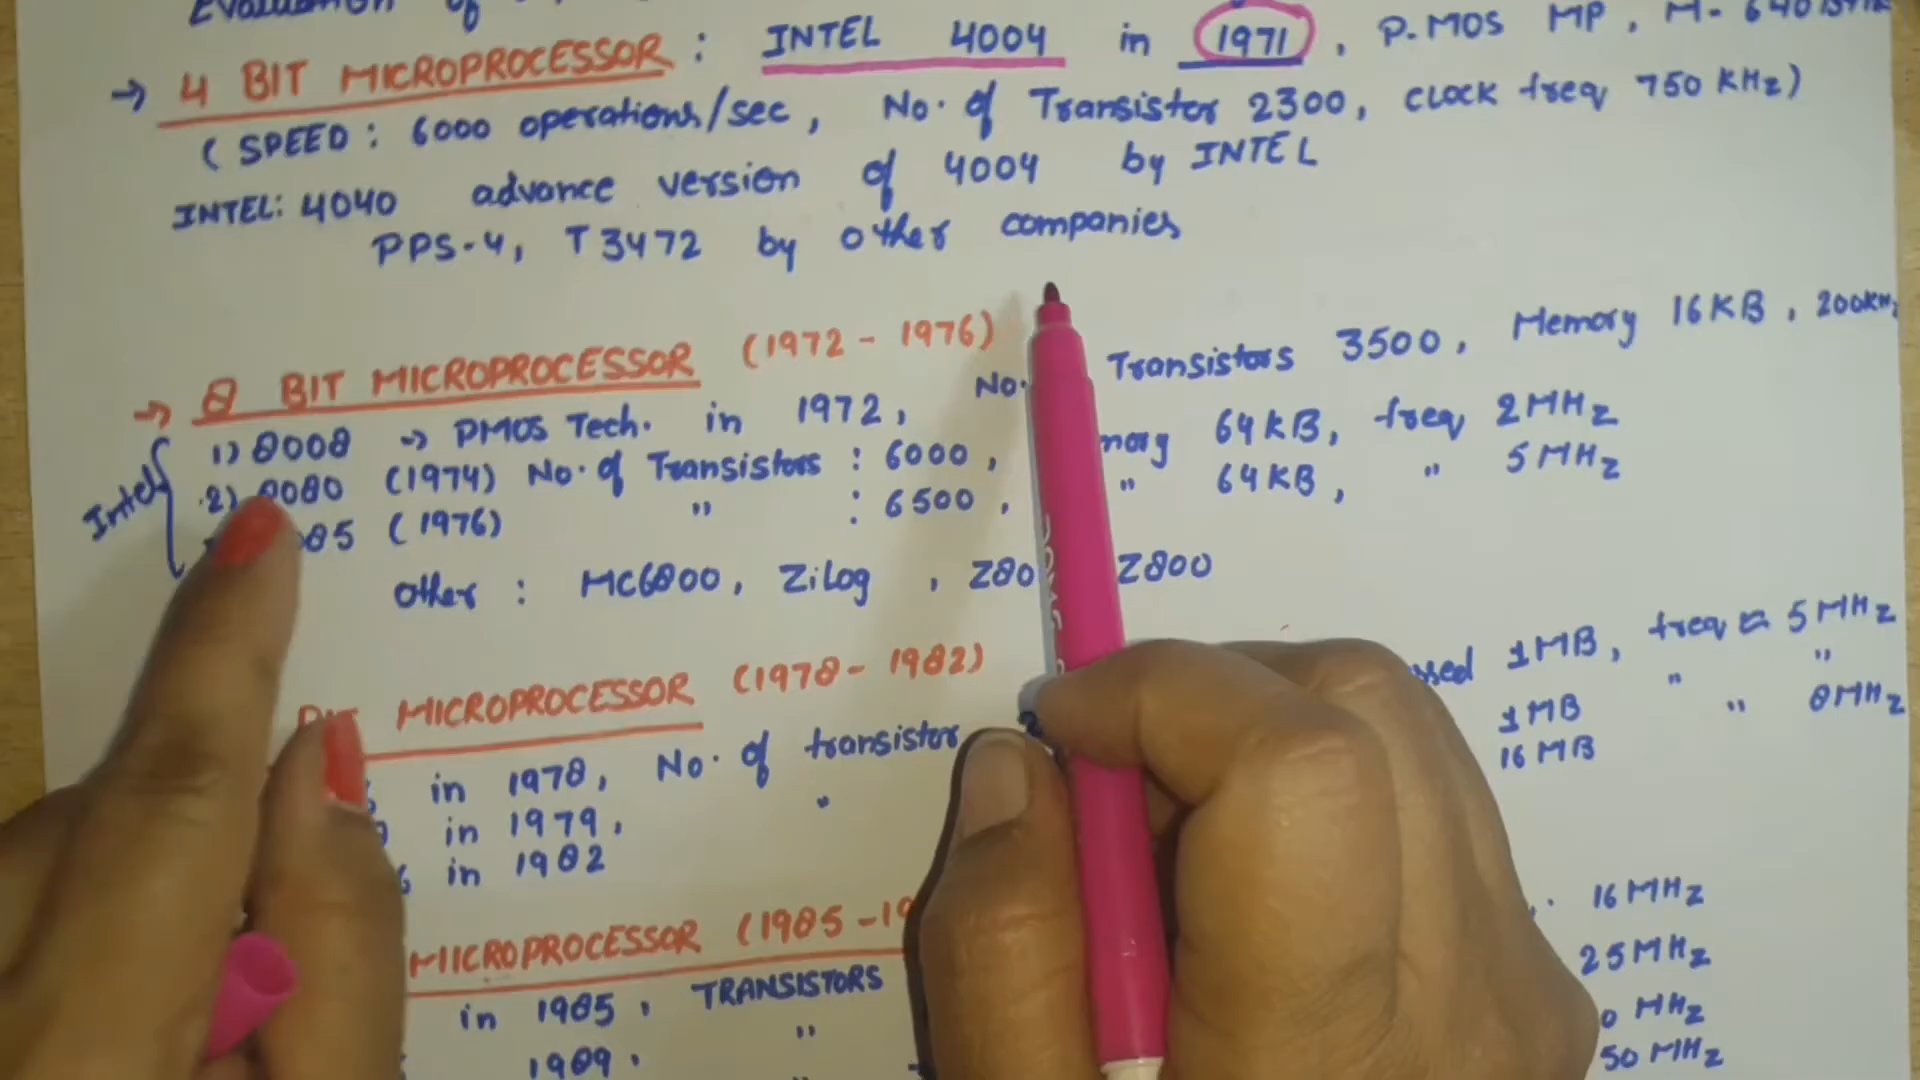 of
→ 4 BIT MICROPROCESSOR : INTEL 4004 in 1971, P.MOS MP, M- 640
(SPEED: 6000 operations/sec, No. of Transistor 2300, clock freq 750 KHz)
INTEL: 4040 advance version of 4004 by INTEL
PPS-4, T3472 by other companies
→ 8 BIT MICROPROCESSOR (1972 - 1976)
Intel
1) 8008 → PMOS Tech. in 1972, No. Transistors 3500, Memory 16KB, 200KHz
2) 8080 (1974) No. of Transistors : 6000, 64KB, freq 2MHz
85 (1976) " : 6500, " 64KB, " 5MHz
Other : MC6800, Zilog, Z80 Z800
MICROPROCESSOR (1978 - 1982)
in 1978, No. of transistor 1MB, freq = 5MHz
in 1979, " 1MB " "
in 1982 16MB " 8MHz
MICROPROCESSOR (1985 -
in 1985, TRANSISTORS 16MHz
1989. " 25MHz
MHz
50MHz